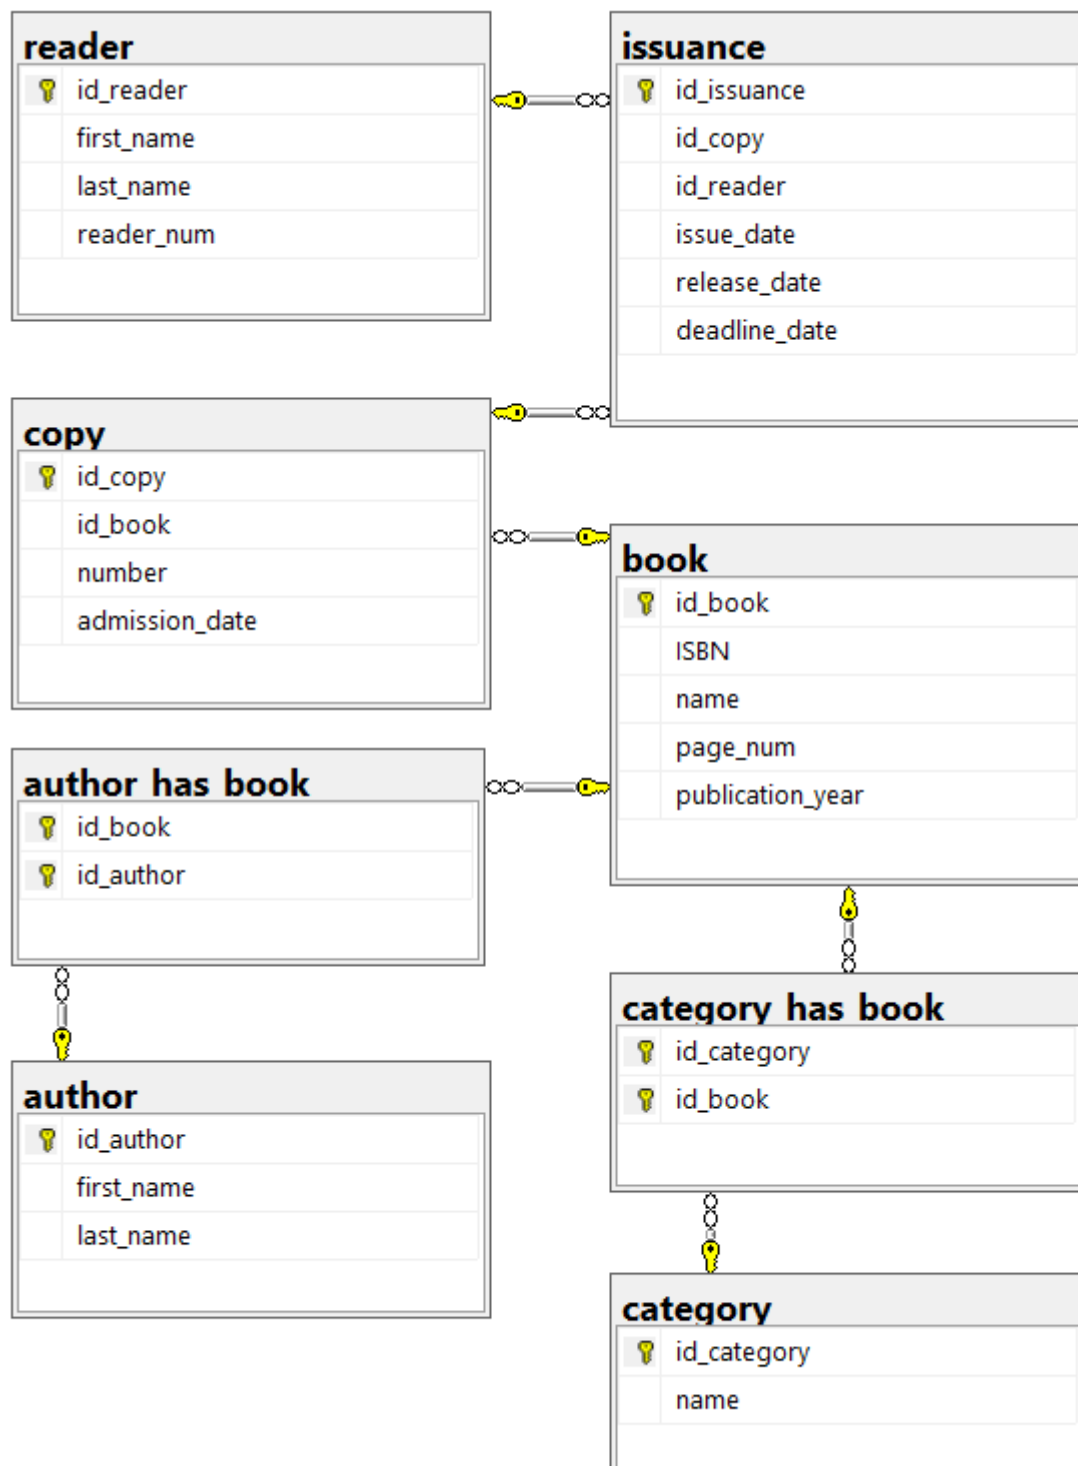 reader
id_reader
first_name
last_name
reader_num
issuance
id_issuance
id_copy
id_reader
issue_date
release_date
deadline_date
copy
id_copy
id_book
number
admission_date
book
id_book
ISBN
name
page_num
publication_year
author_has_book
id_book
id_author
category_has_book
id_category
id_book
author
id_author
first_name
last_name
category
id_category
name